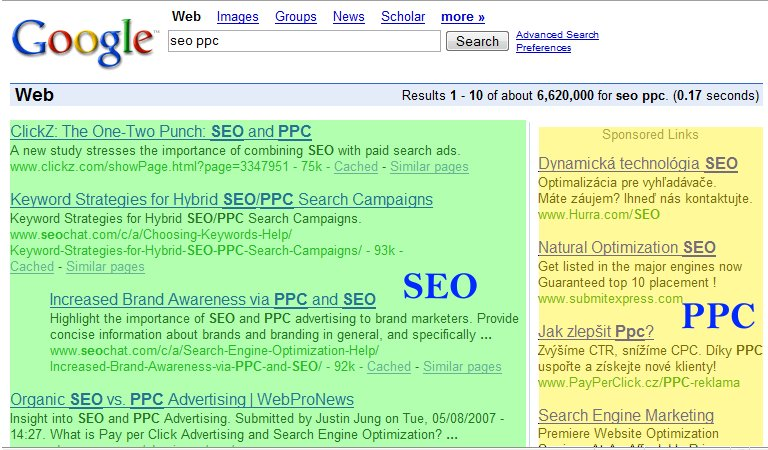 Web Images Groups News Scholar more »
Google™
seo ppc Search Advanced Search
Preferences
Web Results 1 - 10 of about 6,620,000 for seo ppc. (0.17 seconds)
ClickZ: The One-Two Punch: SEO and PPC
A new study stresses the importance of combining SEO with paid search ads.
www.clickz.com/showPage.html?page=3347951 - 75k - Cached - Similar pages
Keyword Strategies for Hybrid SEO/PPC Search Campaigns
Keyword Strategies for Hybrid SEO/PPC Search Campaigns.
www.seochat.com/c/a/Choosing-Keywords-Help/
Keyword-Strategies-for-Hybrid-SEO-PPC-Search-Campaigns/ - 93k -
Cached - Similar pages
SEO
Increased Brand Awareness via PPC and SEO
Highlight the importance of SEO and PPC advertising to brand marketers. Provide
concise information about brands and branding in general, and specifically ...
www.seochat.com/c/a/Search-Engine-Optimization-Help/
Increased-Brand-Awareness-via-PPC-and-SEO/ - 92k - Cached - Similar pages
Organic SEO vs. PPC Advertising | WebProNews
Insight into SEO and PPC Advertising. Submitted by Justin Jung on Tue, 05/08/2007 -
14:27. What is Pay per Click Advertising and Search Engine Optimization? ...
Sponsored Links
Dynamická technológia SEO
Optimalizácia pre vyhľadávače.
Máte záujem? Ihneď nás kontaktujte.
www.Hurra.com/SEO
Natural Optimization SEO
Get listed in the major engines now
Guaranteed top 10 placement !
www.submitexpress.com
PPC
Jak zlepšit Ppc?
Zvýšíme CTR, snížíme CPC. Díky PPC
uspořte a získejte nové klienty!
www.PayPerClick.cz/PPC-reklama
Search Engine Marketing
Premiere Website Optimization